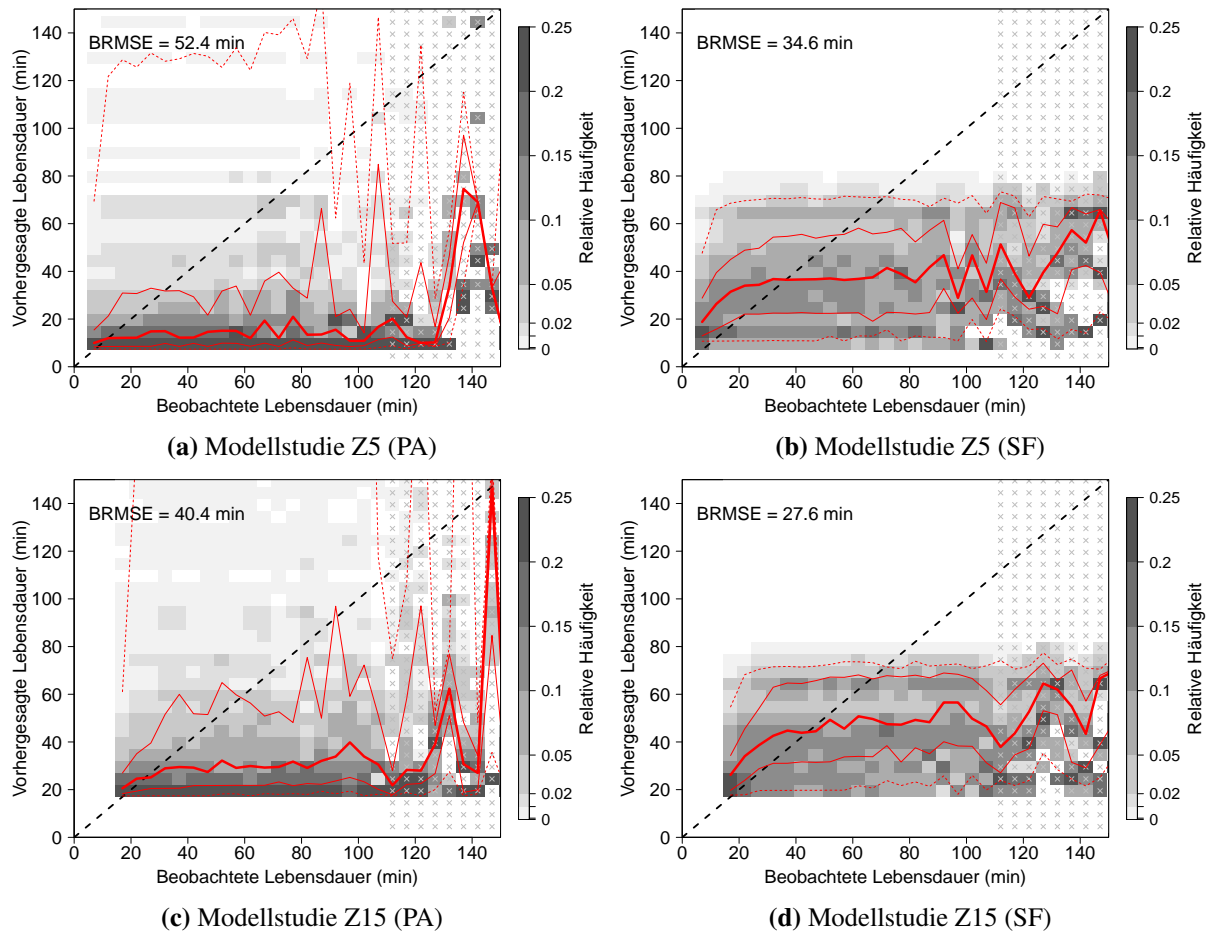 BRMSE = 52.4 min
Vorhergesagte Lebensdauer (min)
0
20
40
60
80
100
120
140
0 20 40 60 80 100 120 140
Beobachtete Lebensdauer (min)
0.25
0.2
0.15
0.1
0.05
0.02
0
Relative Häufigkeit
(a) Modellstudie Z5 (PA)
BRMSE = 34.6 min
Vorhergesagte Lebensdauer (min)
0
20
40
60
80
100
120
140
0 20 40 60 80 100 120 140
Beobachtete Lebensdauer (min)
0.25
0.2
0.15
0.1
0.05
0.02
0
Relative Häufigkeit
(b) Modellstudie Z5 (SF)
BRMSE = 40.4 min
Vorhergesagte Lebensdauer (min)
0
20
40
60
80
100
120
140
0 20 40 60 80 100 120 140
Beobachtete Lebensdauer (min)
0.25
0.2
0.15
0.1
0.05
0.02
0
Relative Häufigkeit
(c) Modellstudie Z15 (PA)
BRMSE = 27.6 min
Vorhergesagte Lebensdauer (min)
0
20
40
60
80
100
120
140
0 20 40 60 80 100 120 140
Beobachtete Lebensdauer (min)
0.25
0.2
0.15
0.1
0.05
0.02
0
Relative Häufigkeit
(d) Modellstudie Z15 (SF)